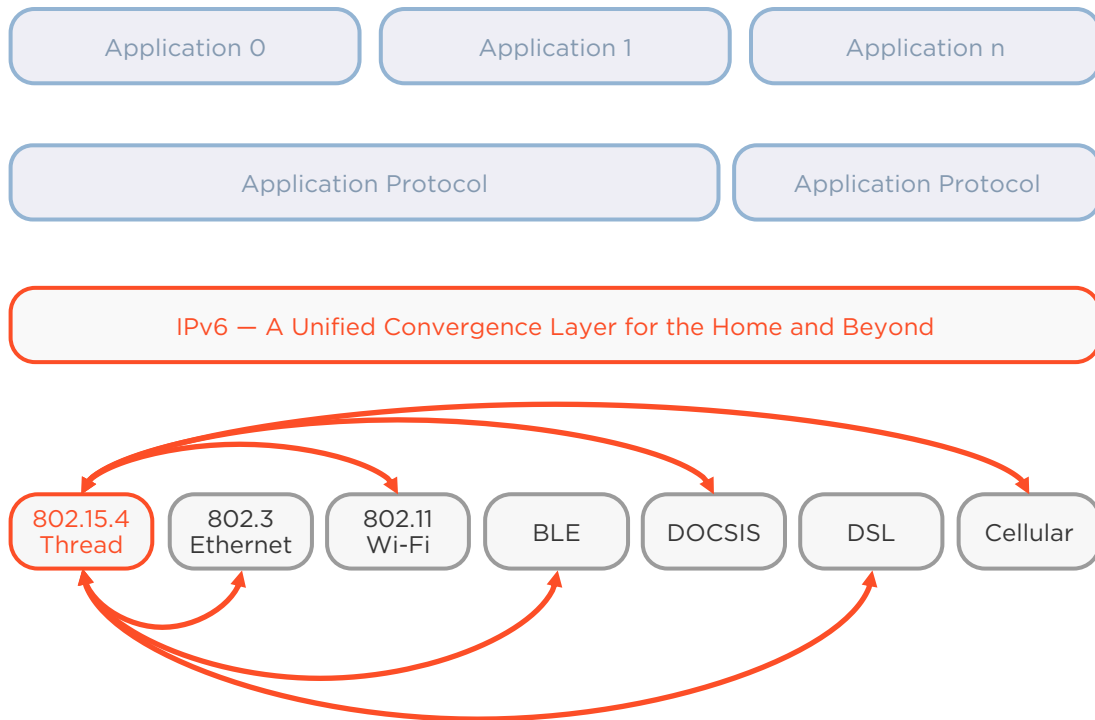 Application 0
Application 1
Application n
Application Protocol
Application Protocol
IPv6 — A Unified Convergence Layer for the Home and Beyond
802.15.4
Thread
802.3
Ethernet
802.11
Wi-Fi
BLE
DOCSIS
DSL
Cellular